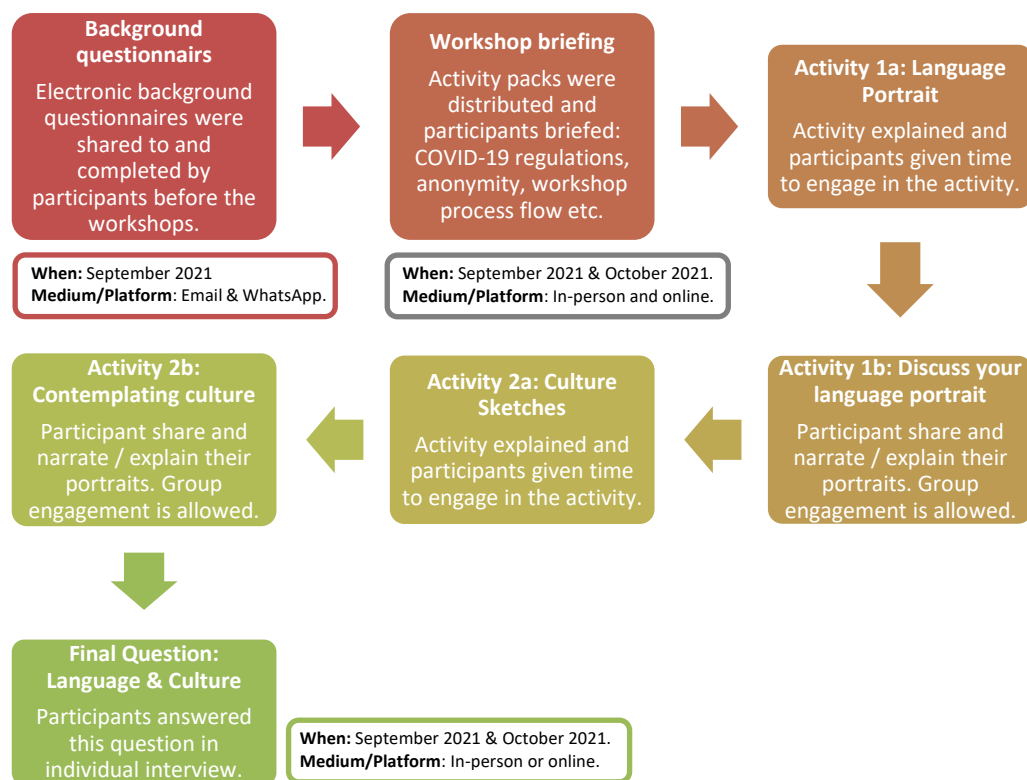 Background
questionnairs
Electronic background
questionnaires were
shared to and
completed by
participants before the
workshops.
When: September 2021
Medium/Platform: Email & WhatsApp.
Workshop briefing
Activity packs were
distributed and
participants briefed:
COVID-19 regulations,
anonymity, workshop
process flow etc.
When: September 2021 & October 2021.
Medium/Platform: In-person and online.
Activity 1a: Language
Portrait
Activity explained and
participants given time
to engage in the activity.
Activity 1b: Discuss your
language portrait
Participant share and
narrate / explain their
portraits. Group
engagement is allowed.
Activity 2a: Culture
Sketches
Activity explained and
participants given time
to engage in the activity.
Activity 2b:
Contemplating culture
Participant share and
narrate / explain their
portraits. Group
engagement is allowed.
Final Question:
Language & Culture
Participants answered
this question in
individual interview.
When: September 2021 & October 2021.
Medium/Platform: In-person or online.